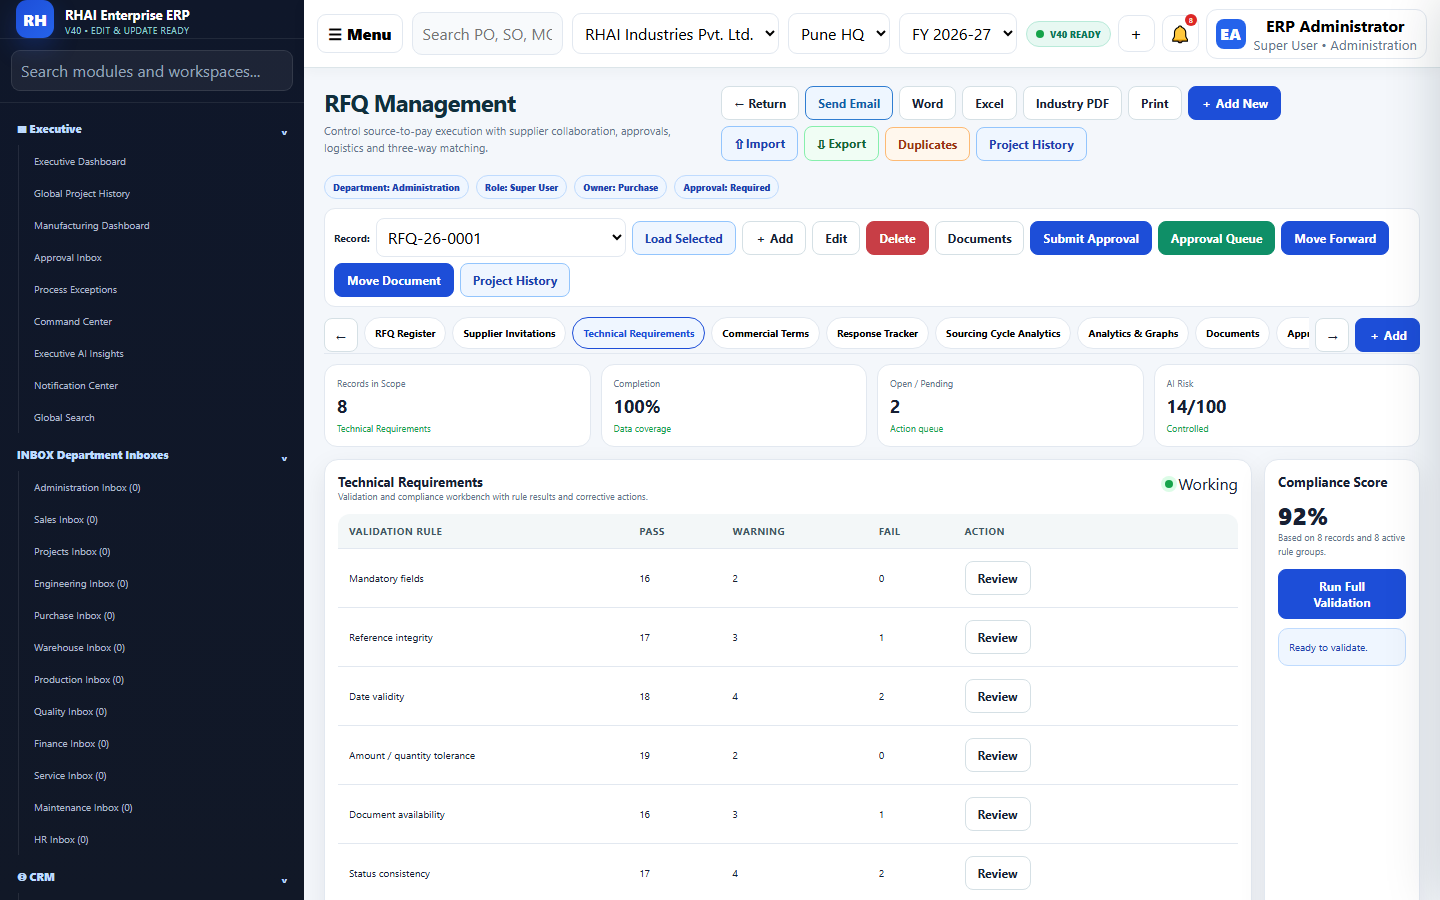 RH
RHAI Enterprise ERP
V40 • EDIT & UPDATE READY
Search modules and workspaces...
Executive
Executive Dashboard
Global Project History
Manufacturing Dashboard
Approval Inbox
Process Exceptions
Command Center
Executive AI Insights
Notification Center
Global Search
INBOX Department Inboxes
Administration Inbox (0)
Sales Inbox (0)
Projects Inbox (0)
Engineering Inbox (0)
Purchase Inbox (0)
Warehouse Inbox (0)
Production Inbox (0)
Quality Inbox (0)
Finance Inbox (0)
Service Inbox (0)
Maintenance Inbox (0)
HR Inbox (0)
CRM
☰ Menu
Search PO, SO, MC
RHAI Industries Pvt. Ltd.
Pune HQ
FY 2026-27
V40 READY
+
8
EA
ERP Administrator
Super User • Administration
RFQ Management
Control source-to-pay execution with supplier collaboration, approvals,
logistics and three-way matching.
← Return
Send Email
Word
Excel
Industry PDF
Print
+ Add New
⇧ Import
⇩ Export
Duplicates
Project History
Department: Administration
Role: Super User
Owner: Purchase
Approval: Required
Record:
RFQ-26-0001
Load Selected
+ Add
Edit
Delete
Documents
Submit Approval
Approval Queue
Move Forward
Move Document
Project History
←
RFQ Register
Supplier Invitations
Technical Requirements
Commercial Terms
Response Tracker
Sourcing Cycle Analytics
Analytics & Graphs
Documents
→
+ Add
Records in Scope
8
Technical Requirements
Completion
100%
Data coverage
Open / Pending
2
Action queue
AI Risk
14/100
Controlled
Technical Requirements
Validation and compliance workbench with rule results and corrective actions.
Working
VALIDATION RULE PASS WARNING FAIL ACTION
Mandatory fields 16 2 0 Review
Reference integrity 17 3 1 Review
Date validity 18 4 2 Review
Amount / quantity tolerance 19 2 0 Review
Document availability 16 3 1 Review
Status consistency 17 4 2 Review
Compliance Score
92%
Based on 8 records and 8 active
rule groups.
Run Full
Validation
Ready to validate.